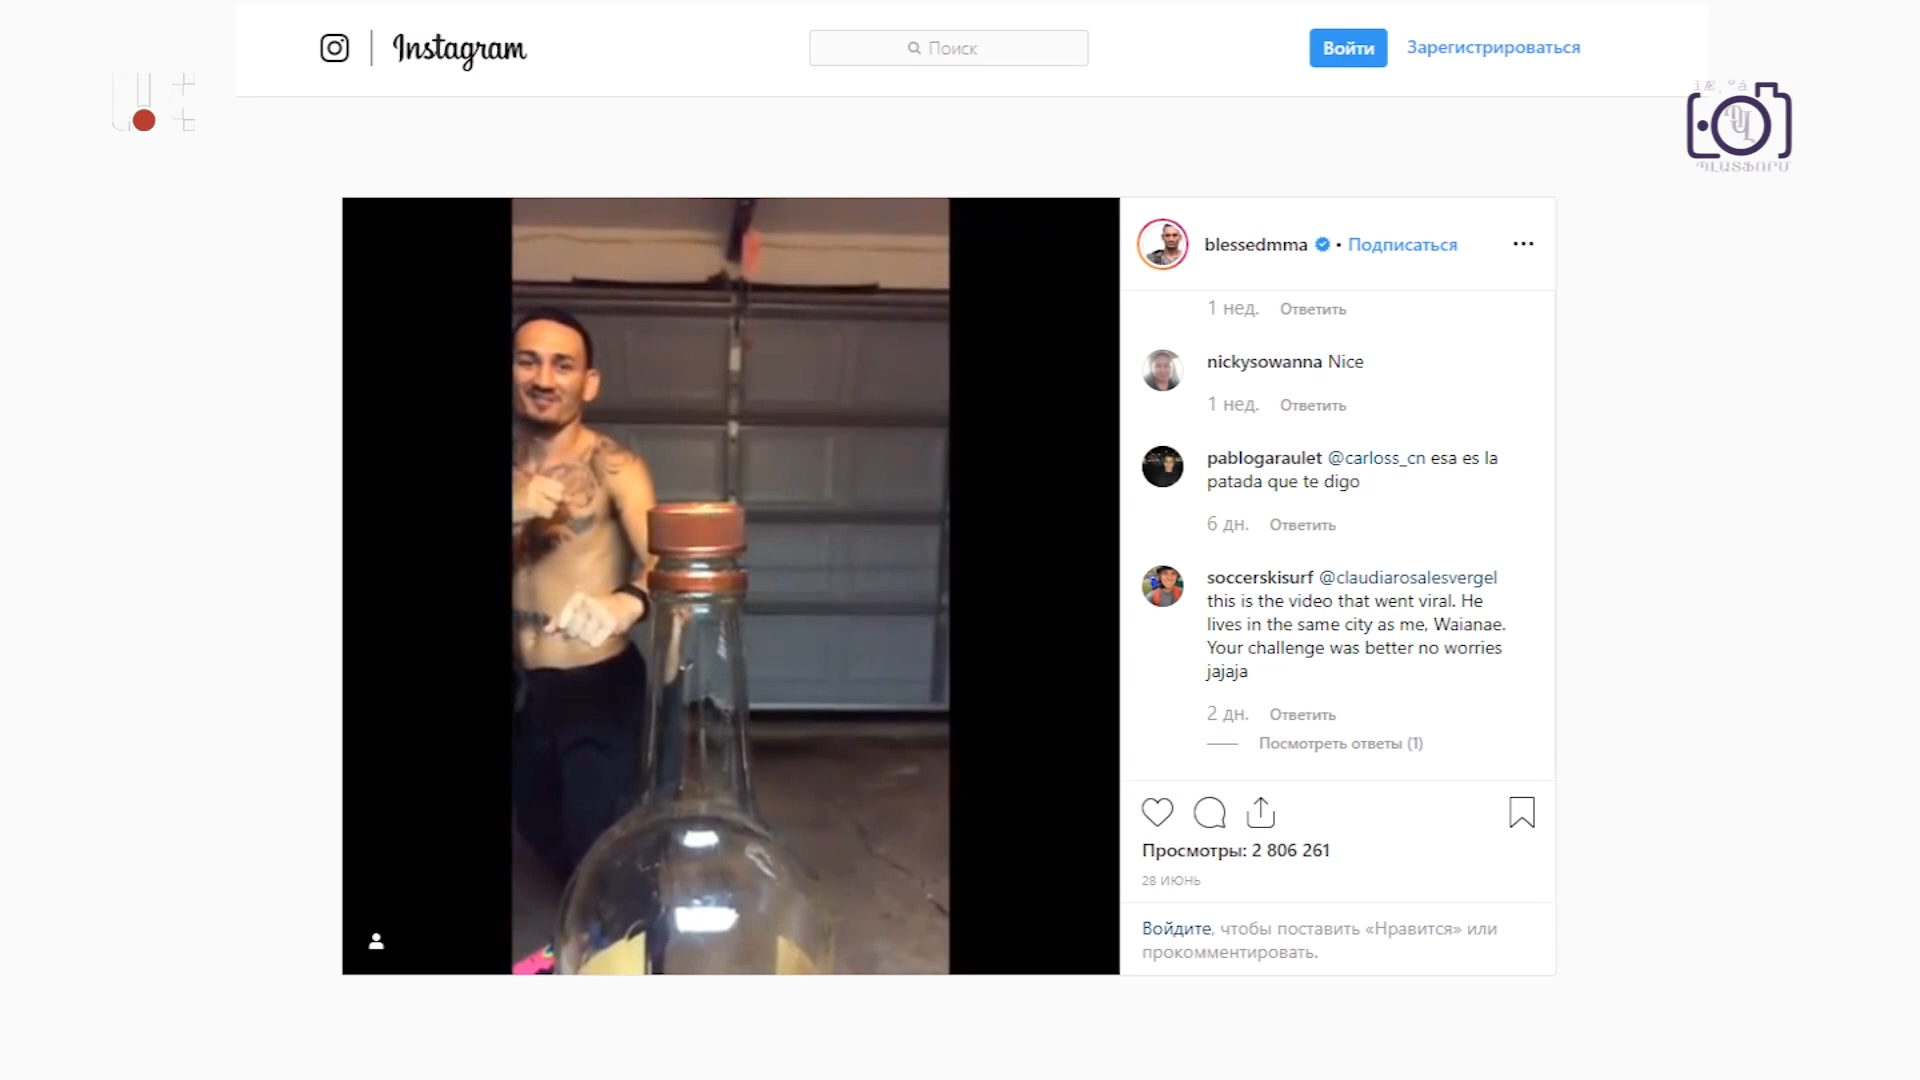 Instagram
Поиск
Войти
Зарегистрироваться
ՊԼԱՏՖՈՐՄ
blessedmma • Подписаться
1 нед. Ответить
nickysowanna Nice
1 нед. Ответить
pablogaraulet @carloss_cn esa es la
patada que te digo
6 дн. Ответить
soccerskisurf @claudiarosalesvergel
this is the video that went viral. He
lives in the same city as me, Waianae.
Your challenge was better no worries
jajaja
2 дн. Ответить
Посмотреть ответы (1)
Просмотры: 2 806 261
28 ИЮНЬ
Войдите, чтобы поставить «Нравится» или
прокомментировать.